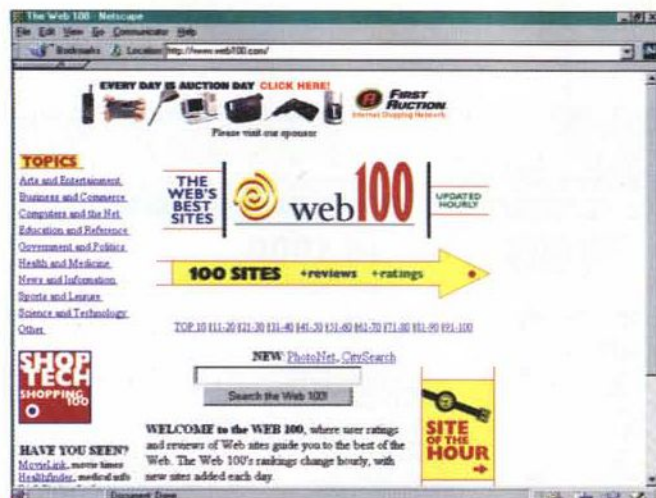 The Web 100 - Netscape
File Edit View Go Communicator Help
Bookmarks Location: http://www.web100.com/
EVERY DAY IS AUCTION DAY CLICK HERE!
FIRST AUCTION
Internet Shopping Network
Please visit our sponsor
TOPICS
Arts and Entertainment
Business and Commerce
Computers and the Net
Education and Reference
Government and Politics
Health and Medicine
News and Information
Sports and Leisure
Science and Technology
Other
THE WEB'S BEST SITES
web100
UPDATED HOURLY
100 SITES +reviews +ratings
TOP 10 | 11-20 | 21-30 | 31-40 | 41-50 | 51-60 | 61-70 | 71-80 | 81-90 | 91-100
NEW: PhotoNet, CitySearch
Search the Web 100!
SHOP
TECH
SHOPPING 100
SITE
OF THE
HOUR
WELCOME to the WEB 100, where user ratings
and reviews of Web sites guide you to the best of the
Web. The Web 100's rankings change hourly, with
new sites added each day.
HAVE YOU SEEN?
MovieLink, movie times
Healthfinder, medical info
Document: Done